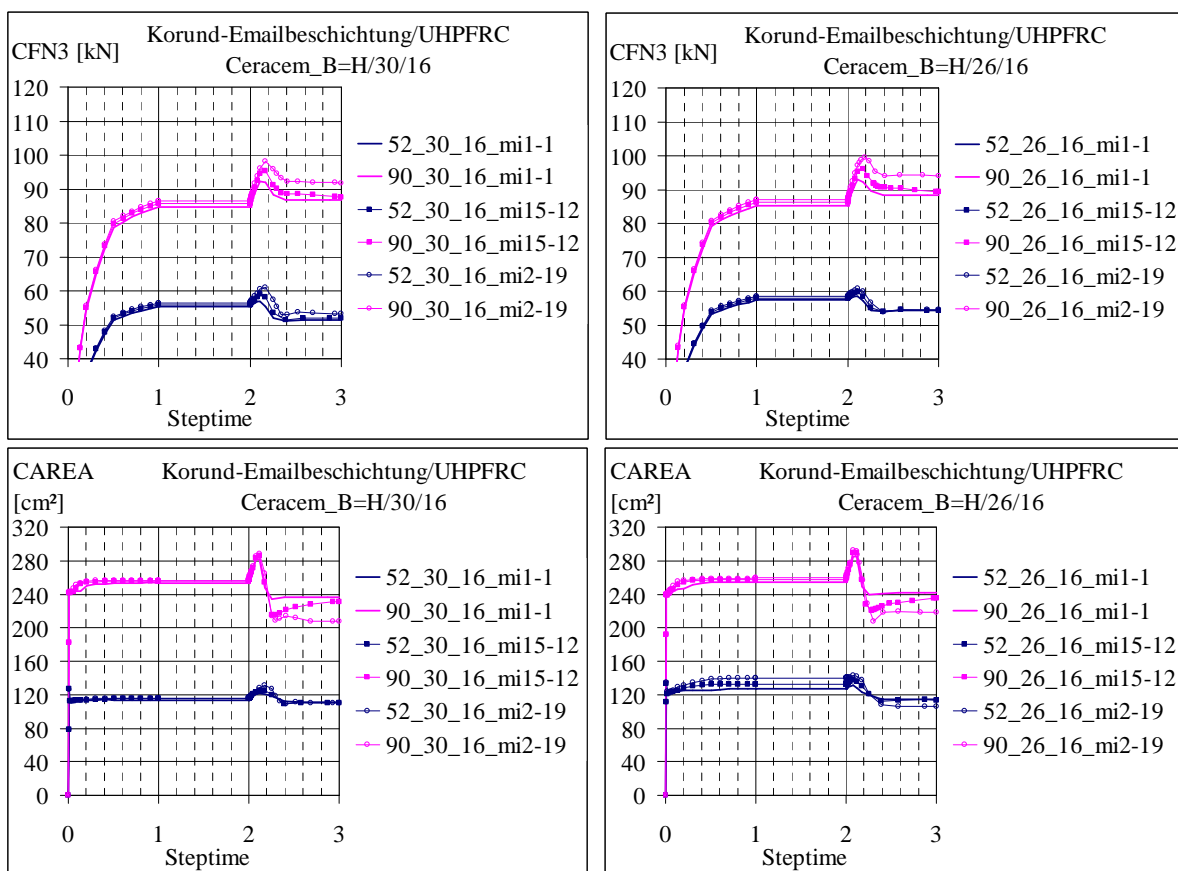 Korund-Emailbeschichtung/UHPFRC
CFN3 [kN]
Ceracem_B=H/30/16
120
110
100
90
80
70
60
50
40
0
1
2
3
Steptime
52_30_16_mi1-1
90_30_16_mi1-1
52_30_16_mi15-12
90_30_16_mi15-12
52_30_16_mi2-19
90_30_16_mi2-19
Korund-Emailbeschichtung/UHPFRC
CFN3 [kN]
Ceracem_B=H/26/16
120
110
100
90
80
70
60
50
40
0
1
2
3
Steptime
52_26_16_mi1-1
90_26_16_mi1-1
52_26_16_mi15-12
90_26_16_mi15-12
52_26_16_mi2-19
90_26_16_mi2-19
CAREA
Korund-Emailbeschichtung/UHPFRC
[cm²]
Ceracem_B=H/30/16
320
280
240
200
160
120
80
40
0
0
1
2
3
Steptime
52_30_16_mi1-1
90_30_16_mi1-1
52_30_16_mi15-12
90_30_16_mi15-12
52_30_16_mi2-19
90_30_16_mi2-19
CAREA
Korund-Emailbeschichtung/UHPFRC
[cm²]
Ceracem_B=H/26/16
320
280
240
200
160
120
80
40
0
0
1
2
3
Steptime
52_26_16_mi1-1
90_26_16_mi1-1
52_26_16_mi15-12
90_26_16_mi15-12
52_26_16_mi2-19
90_26_16_mi2-19